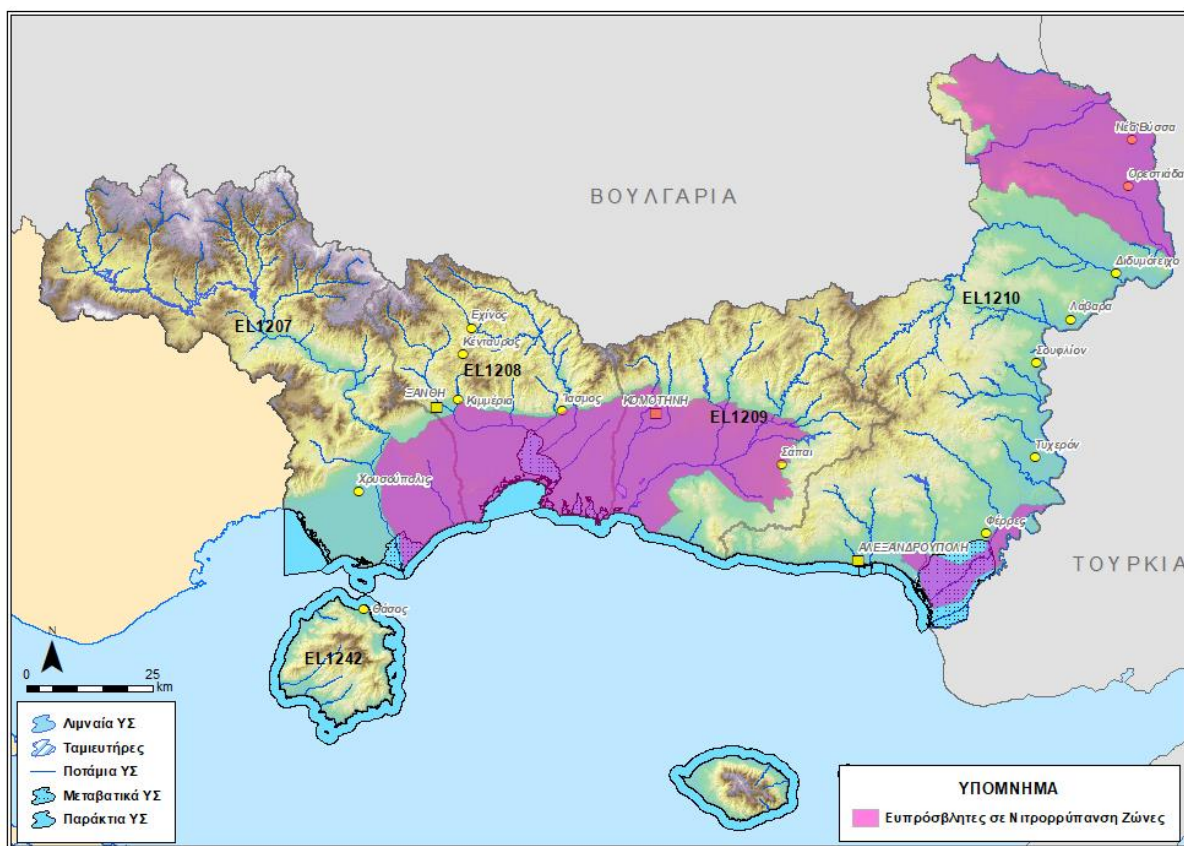 Νέα Βύσσα
Ορεστιάδα
ΒΟΥΛΓΑΡΙΑ
Διδυμότειχο
EL1210
Λάβαρα
EL1207
Εχίνος
Σουφλίον
Κενταύρος
EL1208
ΞΑΝΘΗ
Κιμμέρια
Ίασμος
ΚΟΜΟΤΗΝΗ
EL1209
Σάπαι
Τυχερόν
Χρυσούπολις
Φέρρες
ΑΛΕΞΑΝΔΡΟΥΠΟΛΗ
ΤΟΥΡΚΙΑ
Θάσος
N
EL1242
0 25
km
Λιμναία ΥΣ
Ταμιευτήρες
Ποτάμια ΥΣ
Μεταβατικά ΥΣ
Παράκτια ΥΣ
ΥΠΟΜΝΗΜΑ
Ευπρόσβλητες σε Νιτρορρύπανση Ζώνες